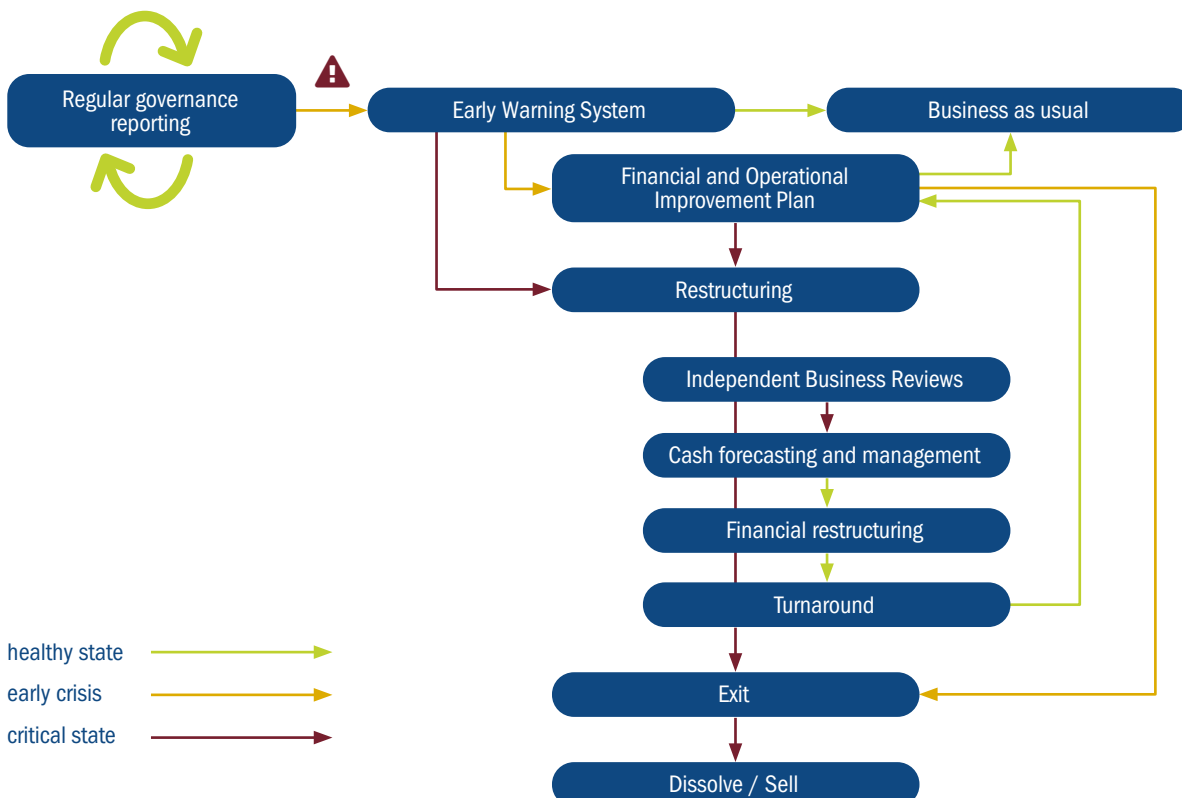 Regular governance
reporting
Early Warning System
Business as usual
Financial and Operational
Improvement Plan
Restructuring
Independent Business Reviews
Cash forecasting and management
Financial restructuring
Turnaround
healthy state
early crisis
Exit
critical state
Dissolve / Sell